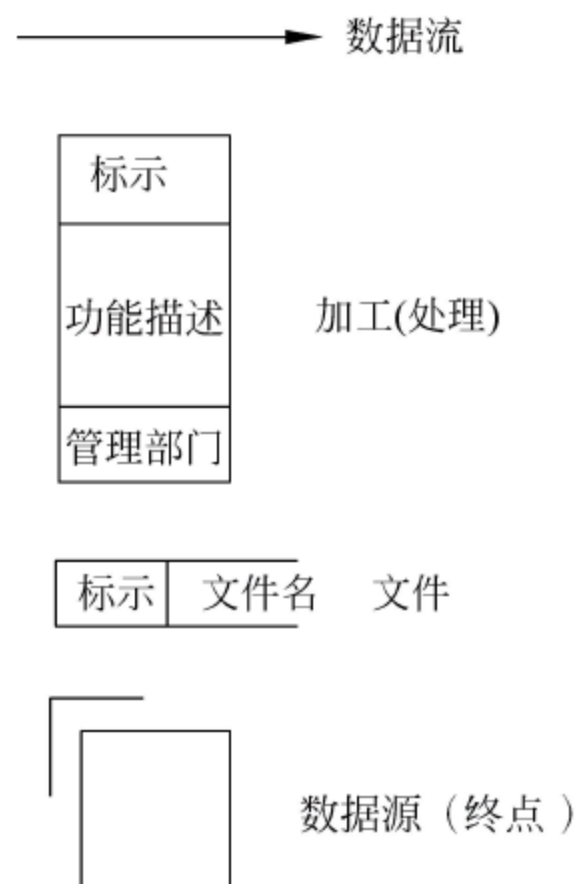 数据流
标示
功能描述
加工(处理)
管理部门
标示 文件名 文件
数据源（终点 ）